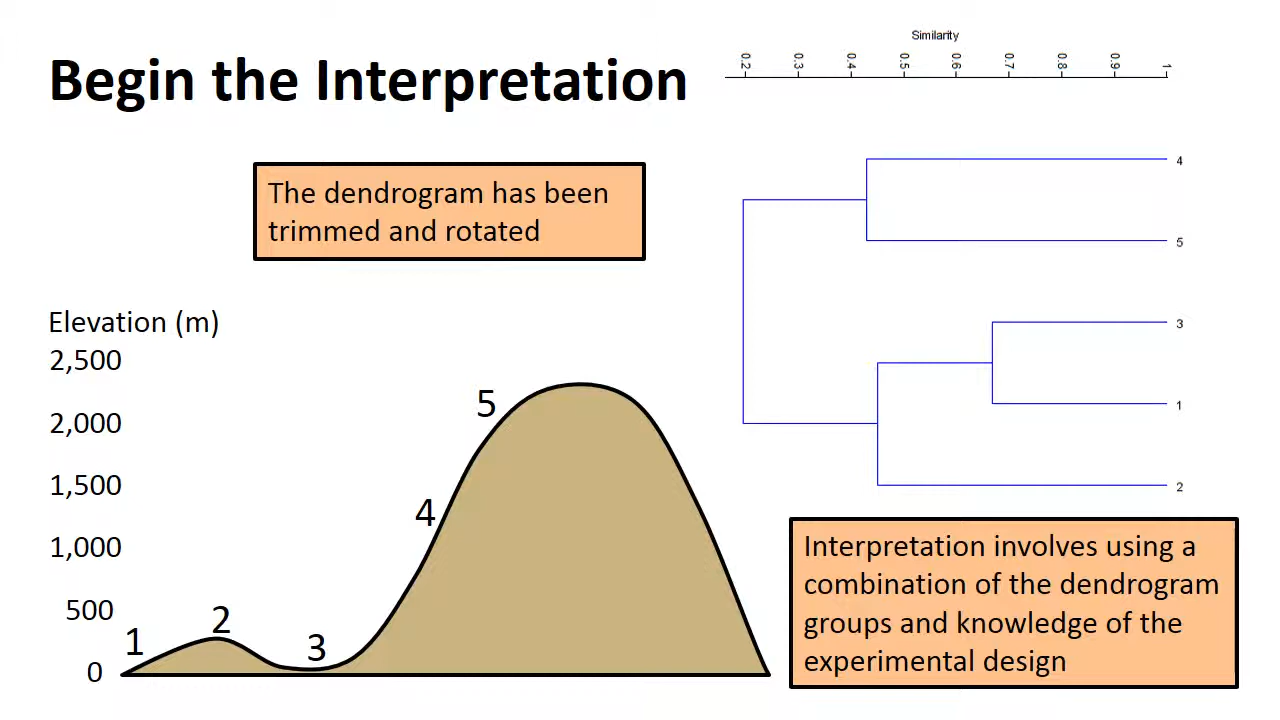 Begin the Interpretation
Similarity
0.2 0.3 0.4 0.5 0.6 0.7 0.8 0.9 1
The dendrogram has been
trimmed and rotated
4
5
3
1
2
Elevation (m)
2,500
2,000
1,500
1,000
500
0
1
2
3
4
5
Interpretation involves using a
combination of the dendrogram
groups and knowledge of the
experimental design